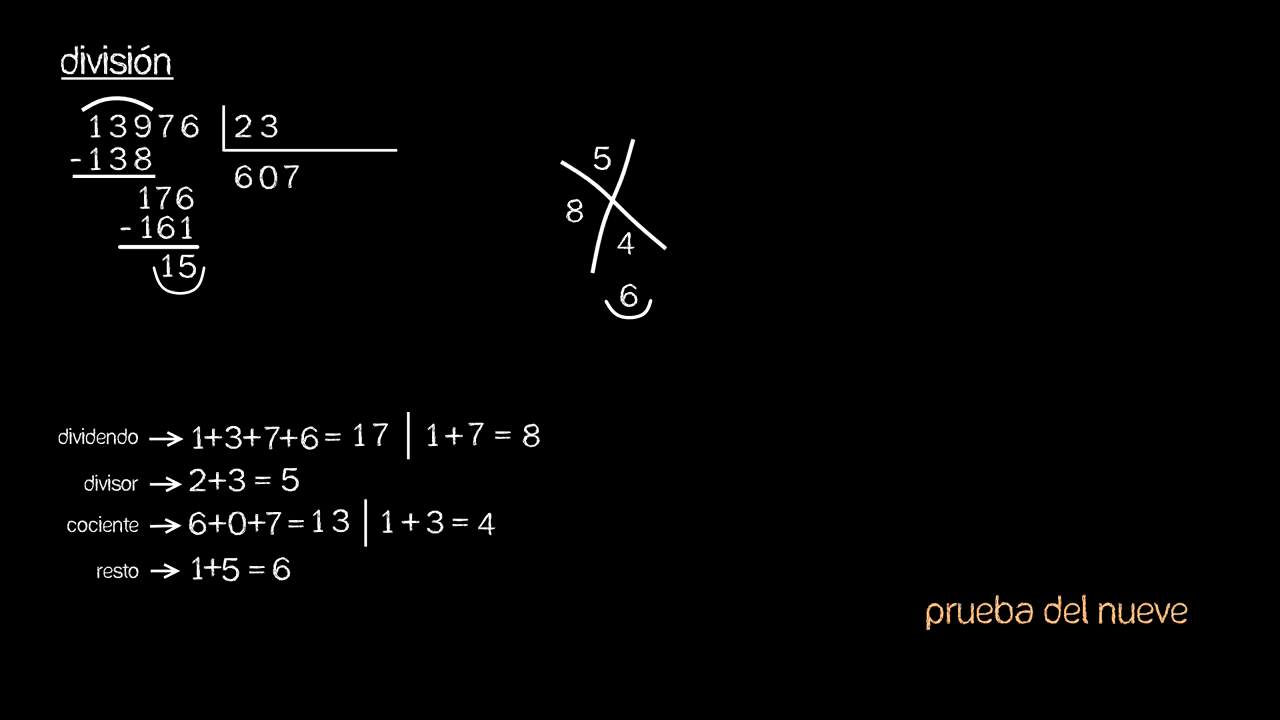 división
13976 23
-138 607
176
-161
15
5
8
4
6
dividendo → 1+3+7+6= 17 | 1+7 = 8
divisor → 2+3 = 5
cociente → 6+0+7=13 | 1+3= 4
resto → 1+5 = 6
prueba del nueve